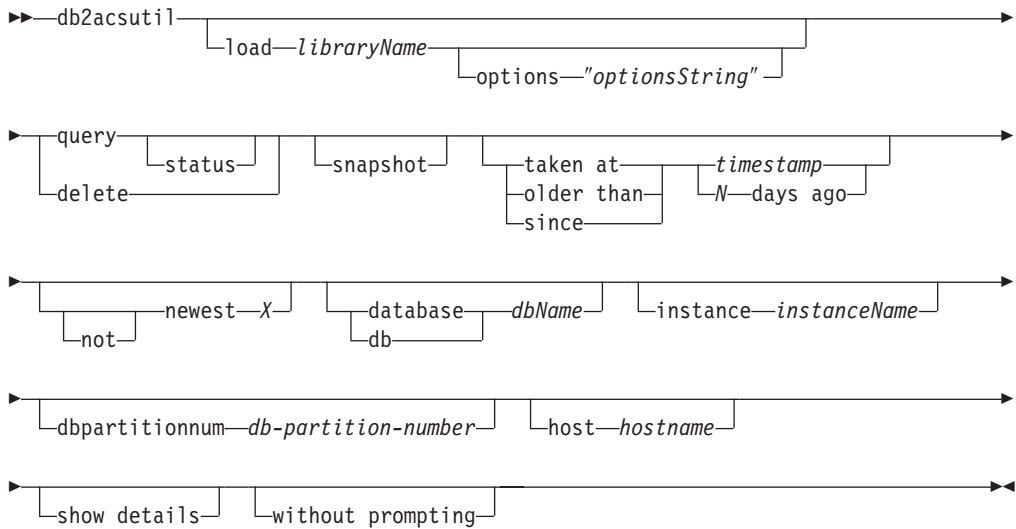 db2acsutil
load libraryName
options "optionsString"
query
status
delete
snapshot
taken at
older than
since
timestamp
N days ago
not
newest X
database
db
dbName
instance instanceName
dbpartitionnum db-partition-number
host hostname
show details
without prompting